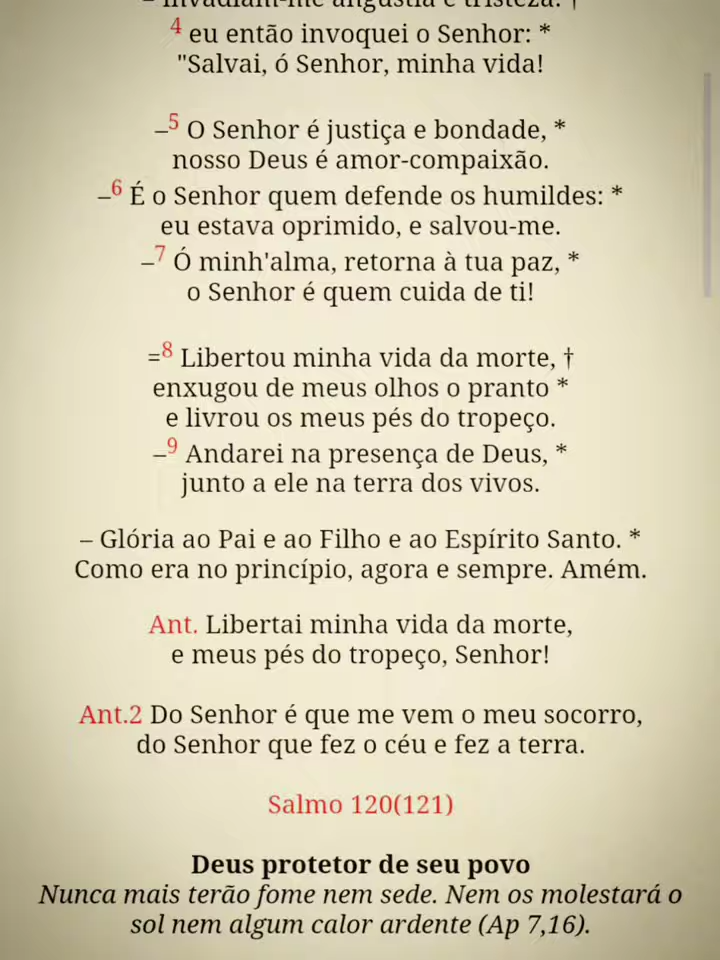 – Invadiam-me angústia e tristeza: †
4 eu então invoquei o Senhor: *
"Salvai, ó Senhor, minha vida!
–5 O Senhor é justiça e bondade, *
nosso Deus é amor-compaixão.
–6 É o Senhor quem defende os humildes: *
eu estava oprimido, e salvou-me.
–7 Ó minh'alma, retorna à tua paz, *
o Senhor é quem cuida de ti!
=8 Libertou minha vida da morte, †
enxugou de meus olhos o pranto *
e livrou os meus pés do tropeço.
–9 Andarei na presença de Deus, *
junto a ele na terra dos vivos.
– Glória ao Pai e ao Filho e ao Espírito Santo. *
Como era no princípio, agora e sempre. Amém.
Ant. Libertai minha vida da morte,
e meus pés do tropeço, Senhor!
Ant.2 Do Senhor é que me vem o meu socorro,
do Senhor que fez o céu e fez a terra.
Salmo 120(121)
Deus protetor de seu povo
Nunca mais terão fome nem sede. Nem os molestará o
sol nem algum calor ardente (Ap 7,16).